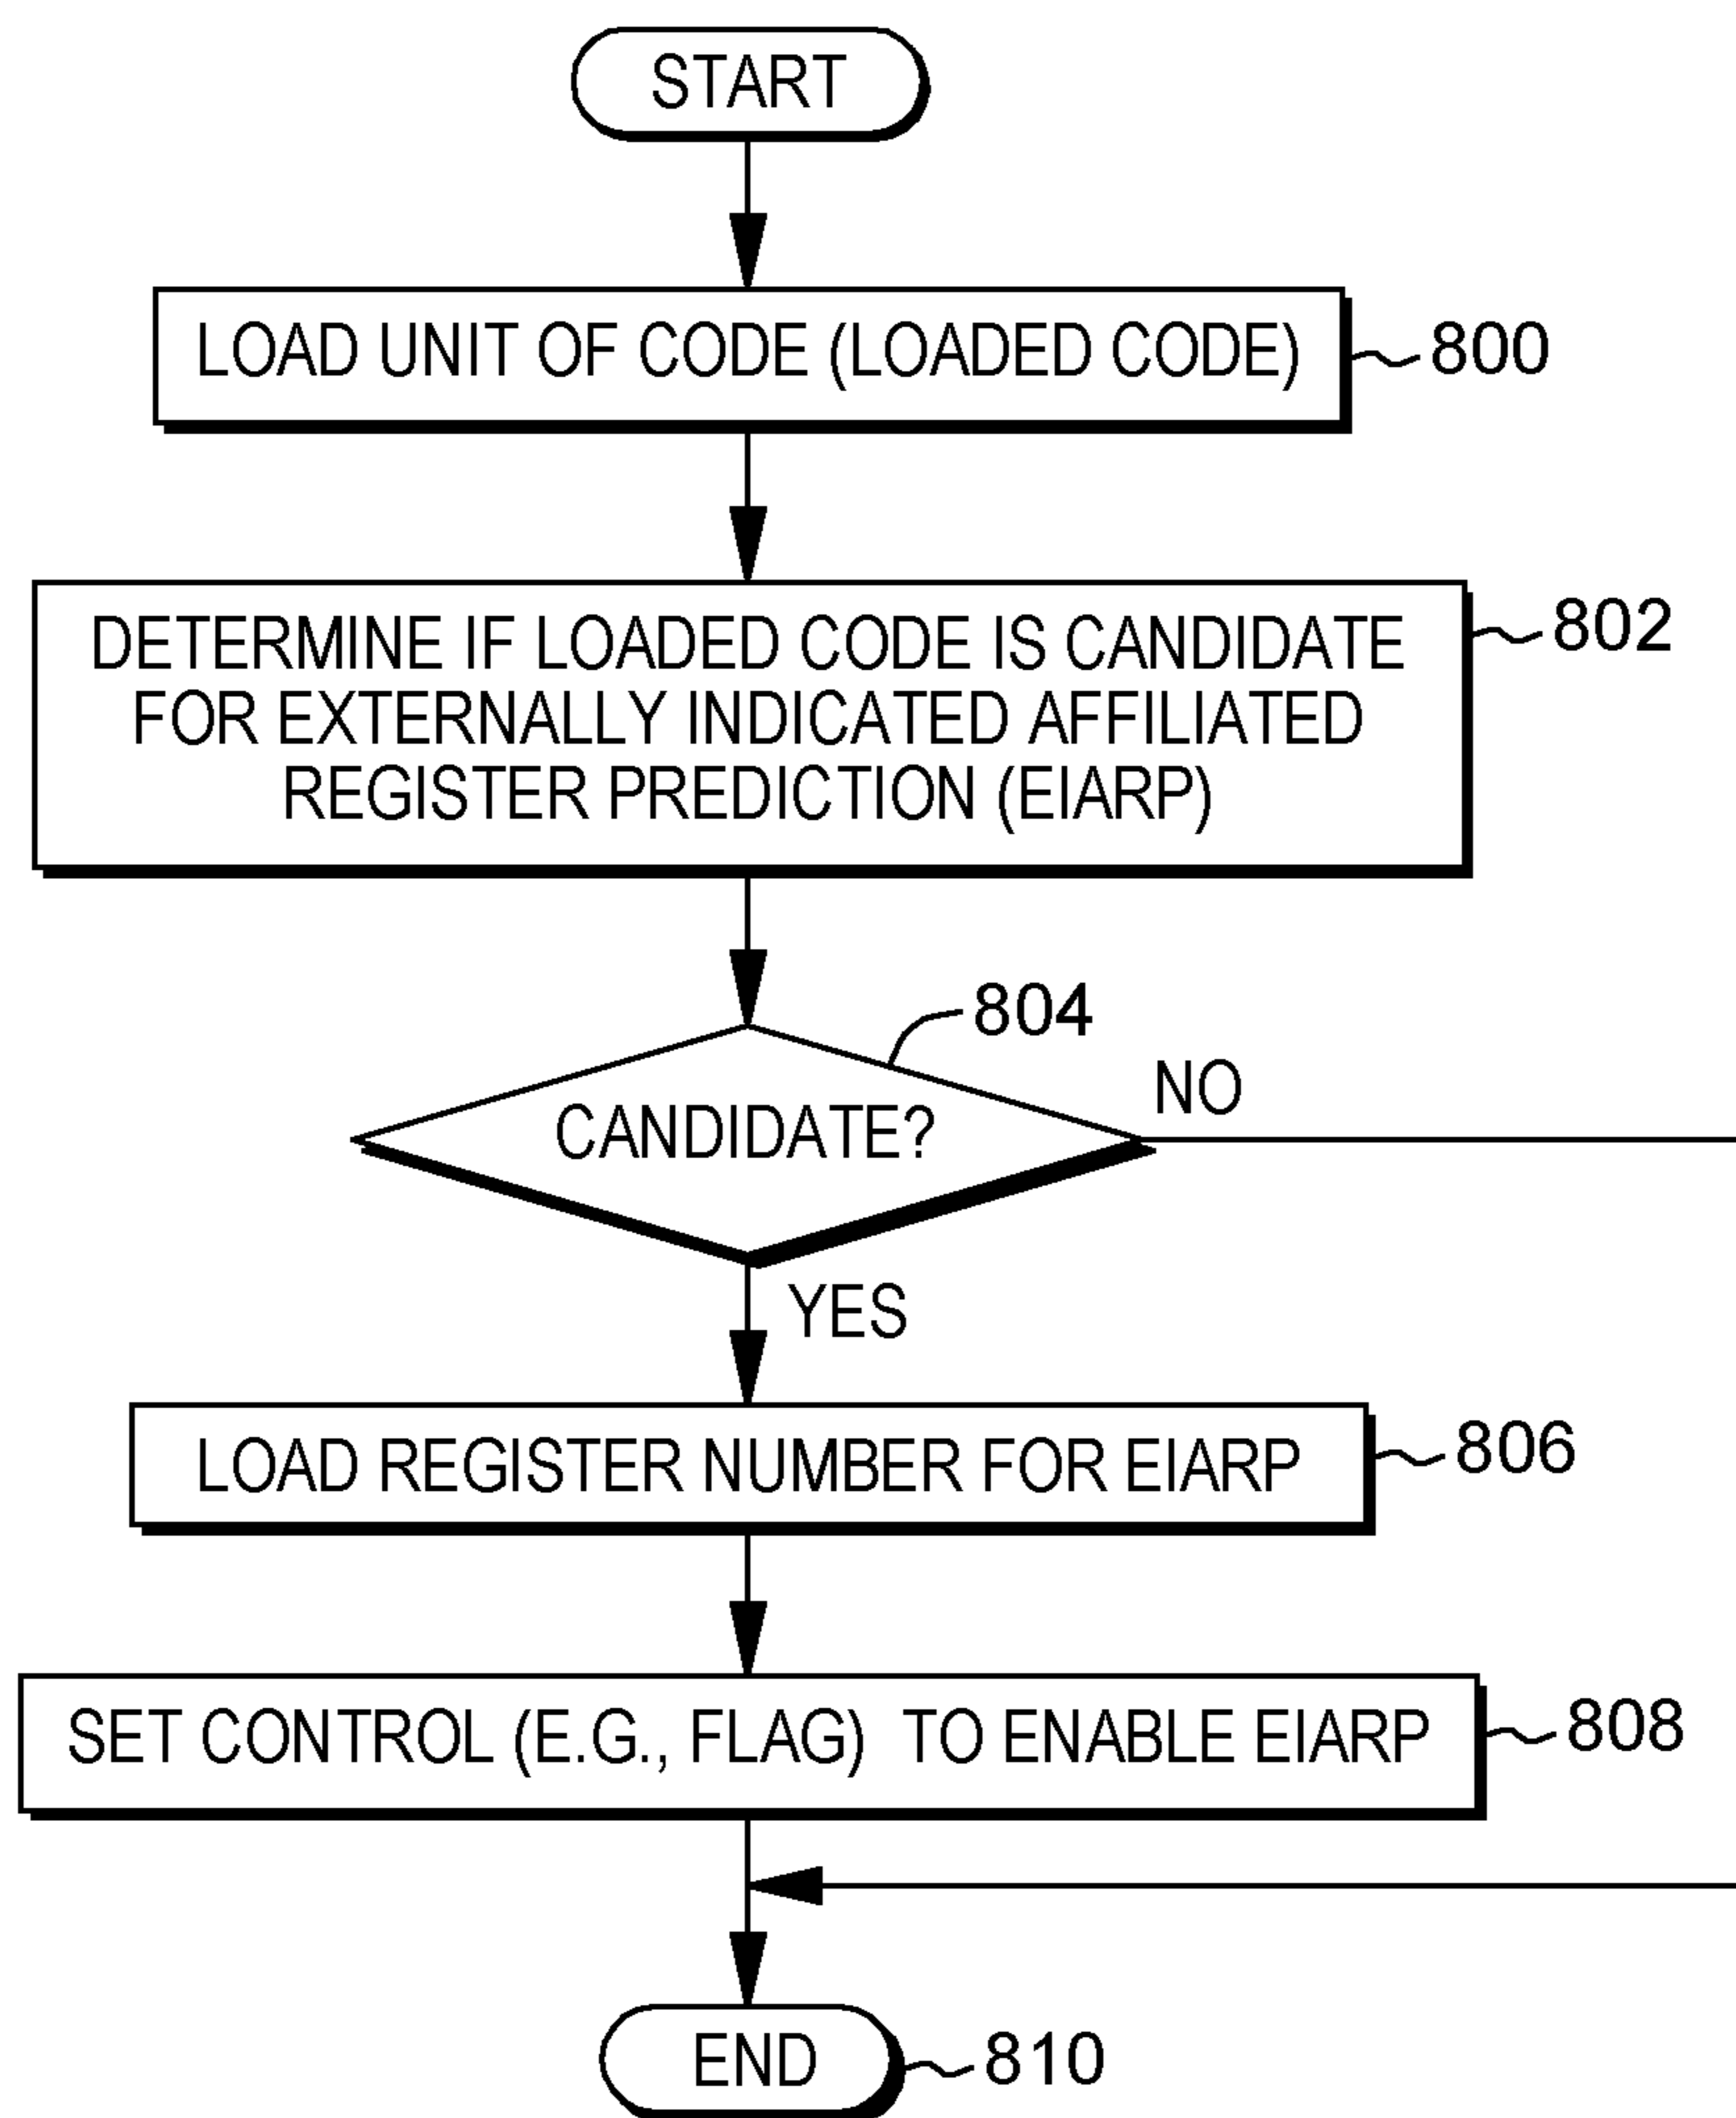 START
LOAD UNIT OF CODE (LOADED CODE)
800
DETERMINE IF LOADED CODE IS CANDIDATE
FOR EXTERNALLY INDICATED AFFILIATED
REGISTER PREDICTION (EIARP)
802
804
CANDIDATE?
NO
YES
LOAD REGISTER NUMBER FOR EIARP
806
SET CONTROL (E.G., FLAG) TO ENABLE EIARP
808
END
810